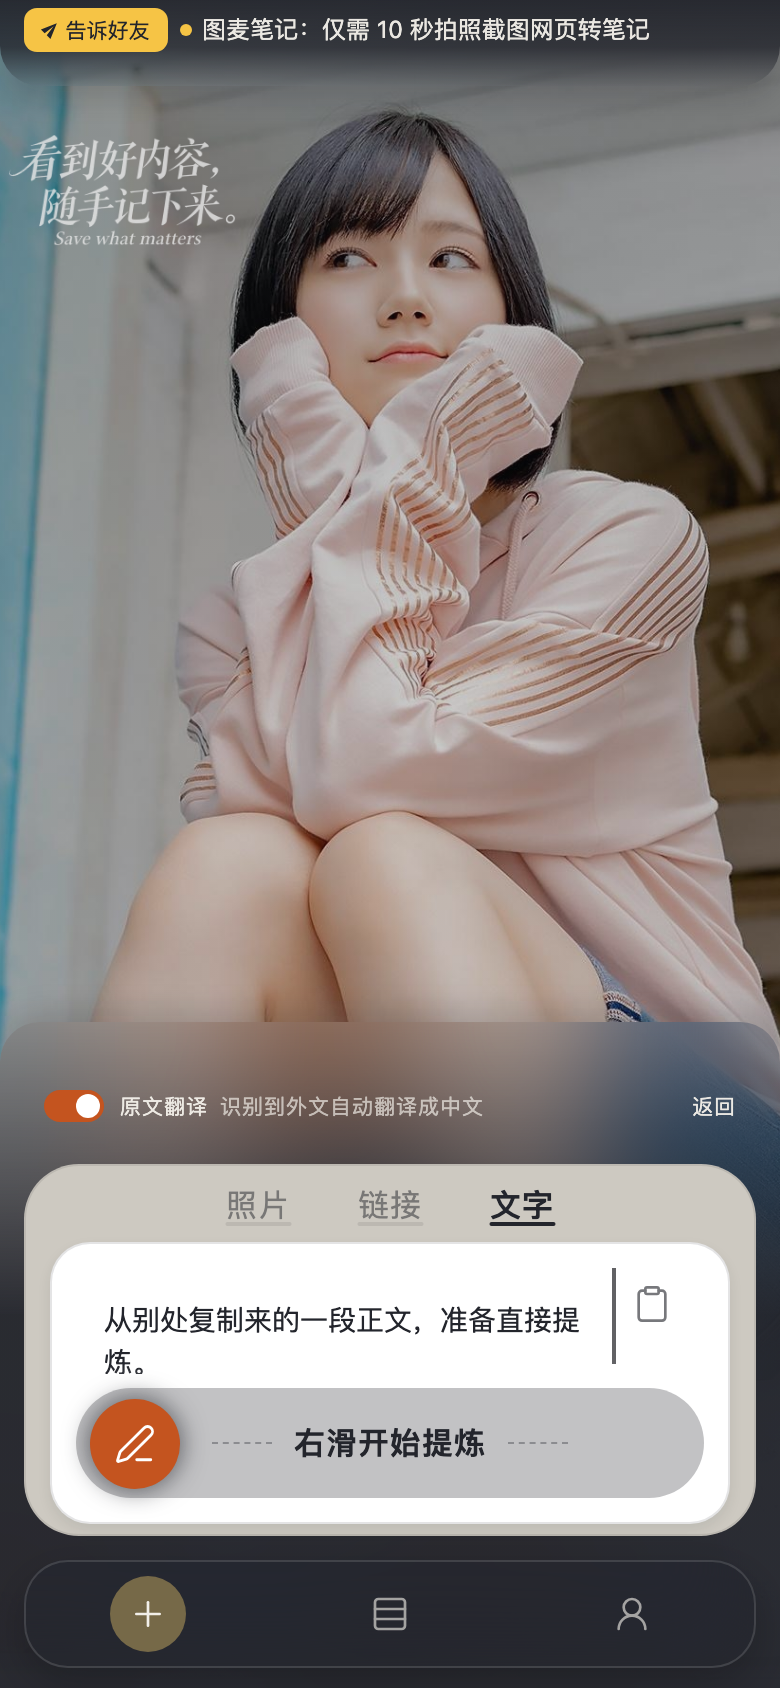 告诉好友
图麦笔记：仅需 10 秒拍照截图网页转笔记
看到好内容，
随手记下来。
Save what matters
原文翻译 识别到外文自动翻译成中文
返回
照片 链接 文字
从别处复制来的一段正文，准备直接提
炼。
右滑开始提炼